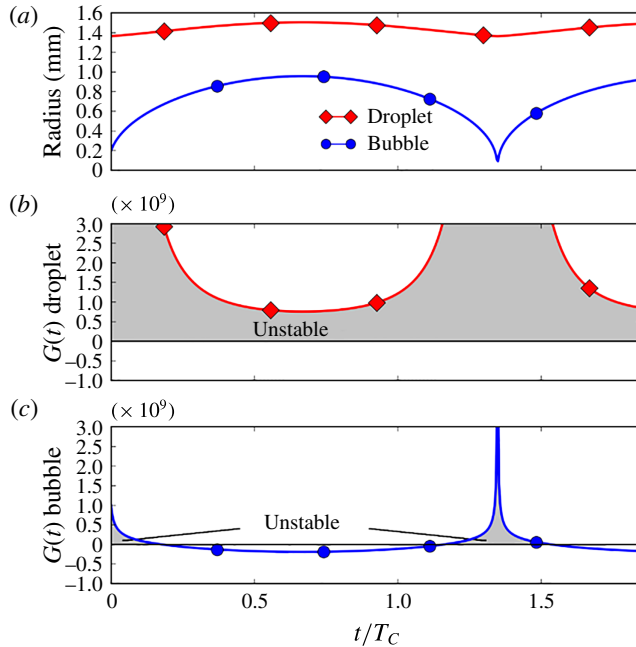 (a)
1.6
1.4
1.2
1.0
0.8
0.6
0.4
0.2
0
Radius (mm)
Droplet
Bubble
(b)
(× 10⁹)
3.0
2.5
2.0
1.5
1.0
0.5
0
–0.5
–1.0
G(t) droplet
Unstable
(c)
(× 10⁹)
3.0
2.5
2.0
1.5
1.0
0.5
0
–0.5
–1.0
G(t) bubble
Unstable
0 0.5 1.0 1.5
t/T_C